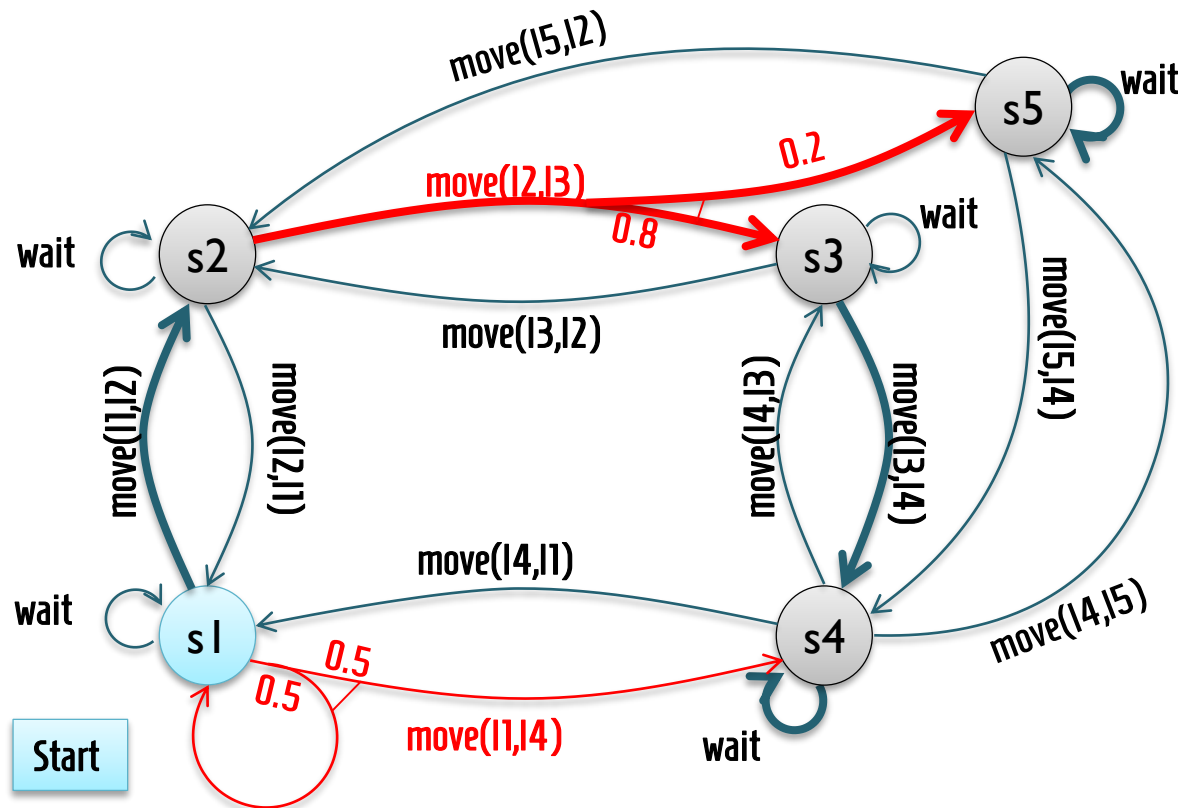 move(l5,l2)
wait
s5
0.2
move(l2,l3)
0.8
wait
s2
s3
wait
move(l3,l2)
move(l5,l4)
move(l1,l2)
move(l2,l1)
move(l4,l3)
move(l3,l4)
move(l4,l1)
wait
s1
s4
move(l4,l5)
0.5
0.5
move(l1,l4)
wait
Start